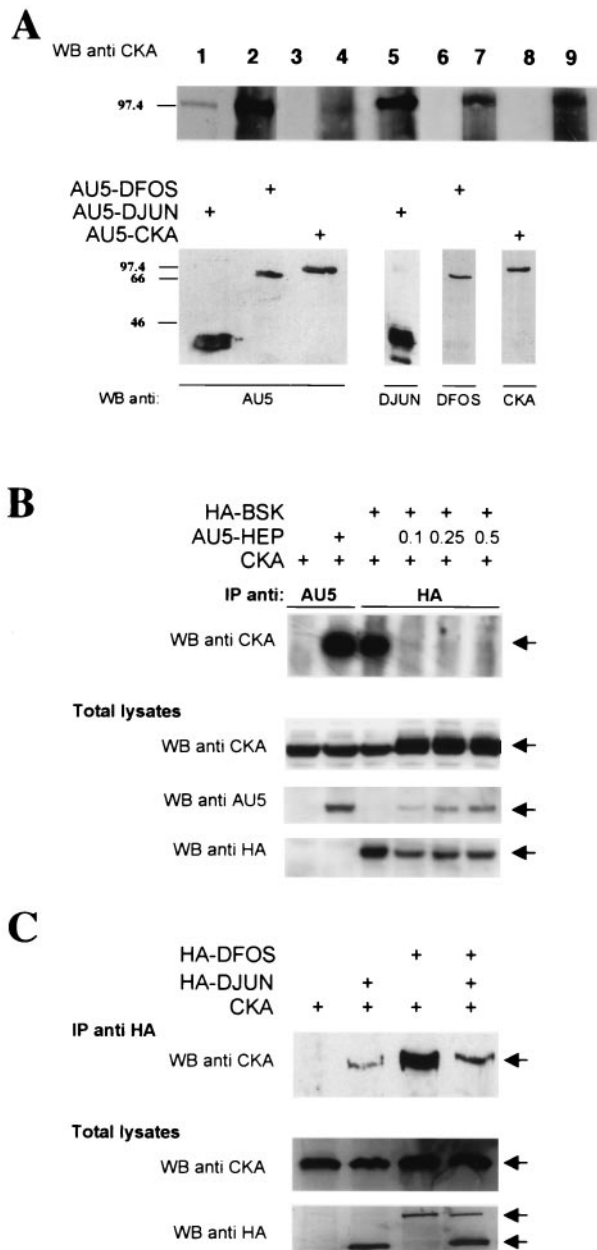 A
WB anti CKA 1 2 3 4 5 6 7 8 9
97.4
AU5-DFOS + +
AU5-DJUN + +
AU5-CKA + +
97.4
66
46
WB anti: AU5 DJUN DFOS CKA
B
HA-BSK + + + +
AU5-HEP + 0.1 0.25 0.5
CKA + + + + + +
IP anti: AU5 HA
WB anti CKA
Total lysates
WB anti CKA
WB anti AU5
WB anti HA
C
HA-DFOS + +
HA-DJUN + +
CKA + + + +
IP anti HA
WB anti CKA
Total lysates
WB anti CKA
WB anti HA